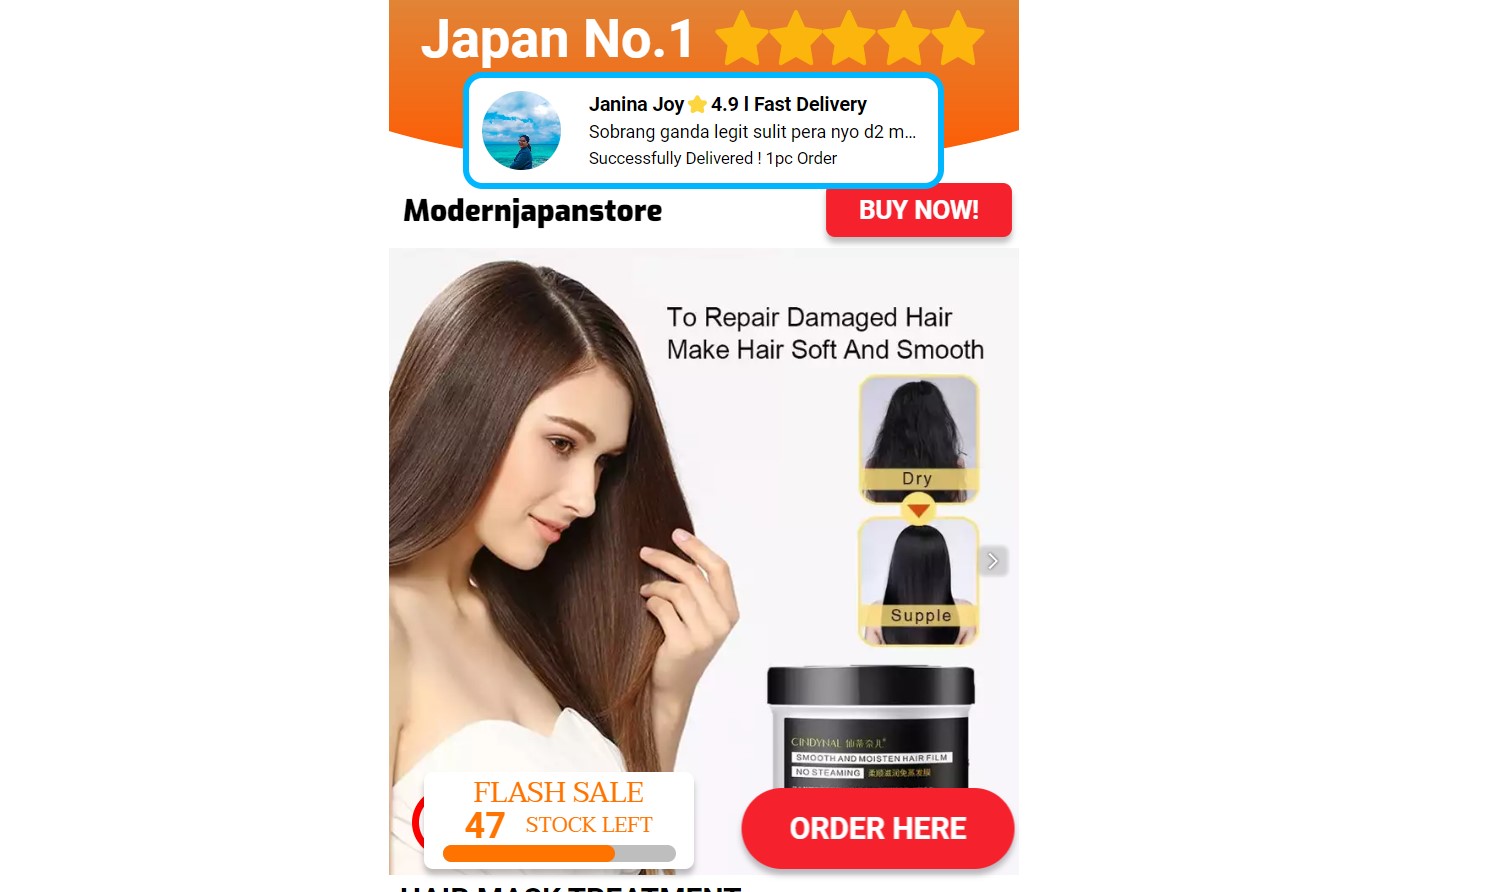 Japan No.1
Janina Joy 4.9 l Fast Delivery
Sobrang ganda legit sulit pera nyo d2 m...
Successfully Delivered ! 1pc Order
Modernjapanstore
BUY NOW!
To Repair Damaged Hair
Make Hair Soft And Smooth
Dry
Supple
CINDYNAL 仙蒂奈儿®
SMOOTH AND MOISTEN HAIR FILM
NO STEAMING 柔顺滋润免蒸发膜
FLASH SALE
47 STOCK LEFT
ORDER HERE
HAIR MASK TREATMENT